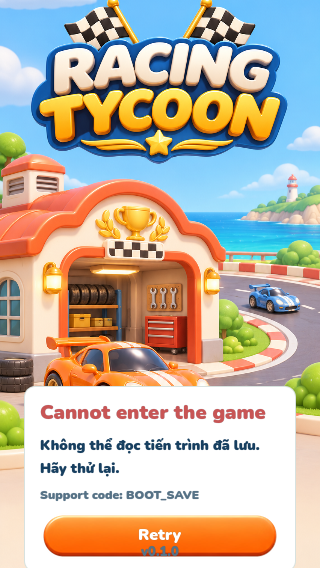 RACING
TYCOON
Cannot enter the game
Không thể đọc tiến trình đã lưu.
Hãy thử lại.
Support code: BOOT_SAVE
Retry
v0.1.0